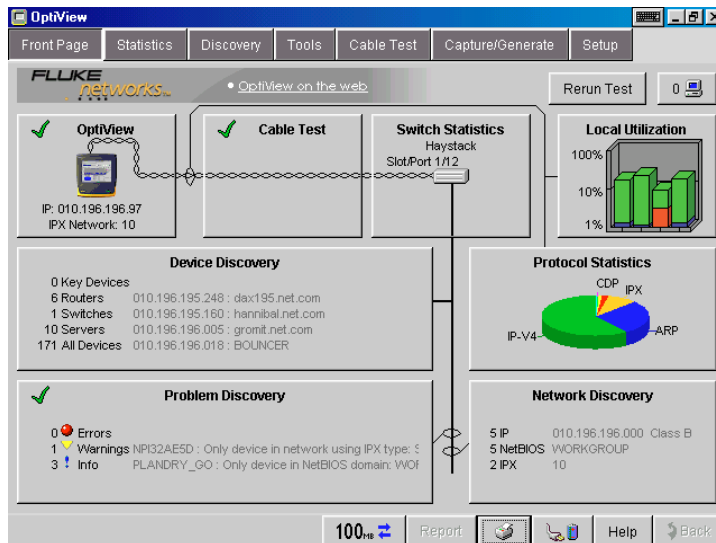 OptiView
Front Page Statistics Discovery Tools Cable Test Capture/Generate Setup
FLUKE networks™
• OptiView on the web
Rerun Test
0
OptiView
IP: 010.196.196.97
IPX Network: 10
Cable Test
Switch Statistics
Haystack
Slot/Port 1/12
Local Utilization
100%
10%
1%
Device Discovery
0 Key Devices
6 Routers 010.196.195.248 : dax195.net.com
1 Switches 010.196.195.160 : hannibal.net.com
10 Servers 010.196.196.005 : gromit.net.com
171 All Devices 010.196.196.018 : BOUNCER
Protocol Statistics
CDP
IPX
IP-V4
ARP
Problem Discovery
0 Errors
1 Warnings NPI32AE5D : Only device in network using IPX type:
3 ! Info PLANDRY_GO : Only device in NetBIOS domain:
Network Discovery
5 IP 010.196.196.000 Class B
5 NetBIOS WORKGROUP
2 IPX 10
100MB
Report
Help
Back